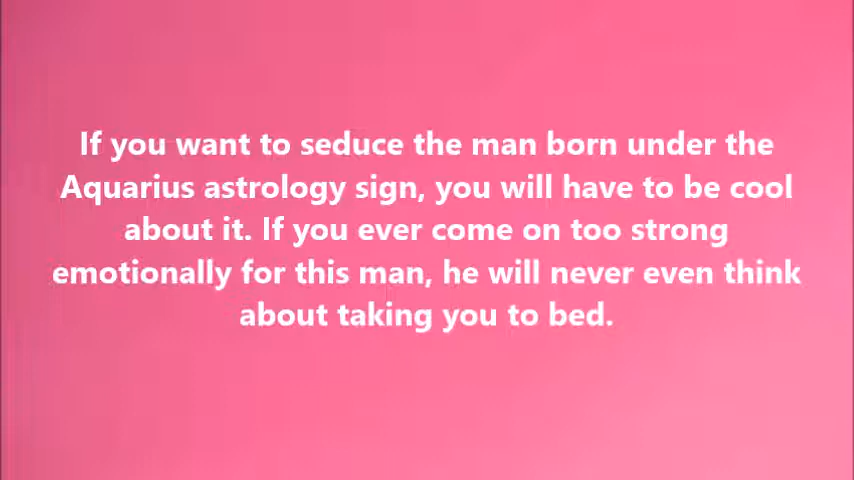 If you want to seduce the man born under the
Aquarius astrology sign, you will have to be cool
about it. If you ever come on too strong
emotionally for this man, he will never even think
about taking you to bed.